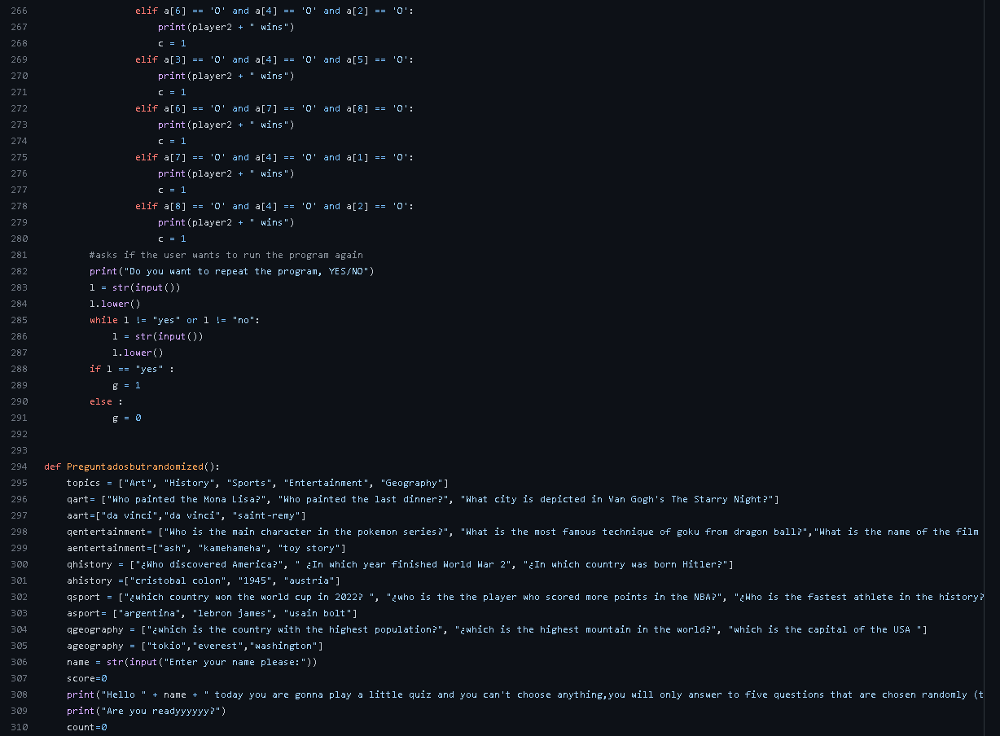 266 elif a[6] == 'O' and a[4] == 'O' and a[2] == 'O':
267 print(player2 + " wins")
268 c = 1
269 elif a[3] == 'O' and a[4] == 'O' and a[5] == 'O':
270 print(player2 + " wins")
271 c = 1
272 elif a[6] == 'O' and a[7] == 'O' and a[8] == 'O':
273 print(player2 + " wins")
274 c = 1
275 elif a[7] == 'O' and a[4] == 'O' and a[1] == 'O':
276 print(player2 + " wins")
277 c = 1
278 elif a[8] == 'O' and a[4] == 'O' and a[2] == 'O':
279 print(player2 + " wins")
280 c = 1
281 #asks if the user wants to run the program again
282 print("Do you want to repeat the program, YES/NO")
283 l = str(input())
284 l.lower()
285 while l != "yes" or l != "no":
286 l = str(input())
287 l.lower()
288 if l == "yes" :
289 g = 1
290 else :
291 g = 0
292
293
294 def Preguntadosbutrandomized():
295 topics = ["Art", "History", "Sports", "Entertainment", "Geography"]
296 qart= ["Who painted the Mona Lisa?", "Who painted the last dinner?", "What city is depicted in Van Gogh's The Starry Night?"]
297 aart=["da vinci","da vinci", "saint-remy"]
298 qentertainment= ["Who is the main character in the pokemon series?", "What is the most famous technique of goku from dragon ball?","What is the name of the film
299 aentertainment=["ash", "kamehameha", "toy story"]
300 qhistory = ["¿Who discovered America?", " ¿In which year finished World War 2", "¿In which country was born Hitler?"]
301 ahistory =["cristobal colon", "1945", "austria"]
302 qsport = ["¿which country won the world cup in 2022? ", "¿who is the the player who scored more points in the NBA?", "¿Who is the fastest athlete in the history?
303 asport= ["argentina", "lebron james", "usain bolt"]
304 qgeography = ["¿which is the country with the highest population?", "¿which is the highest mountain in the world?", "which is the capital of the USA "]
305 ageography = ["tokio","everest","washington"]
306 name = str(input("Enter your name please:"))
307 score=0
308 print("Hello " + name + " today you are gonna play a little quiz and you can't choose anything,you will only answer to five questions that are chosen randomly (t
309 print("Are you readyyyyyy?")
310 count=0